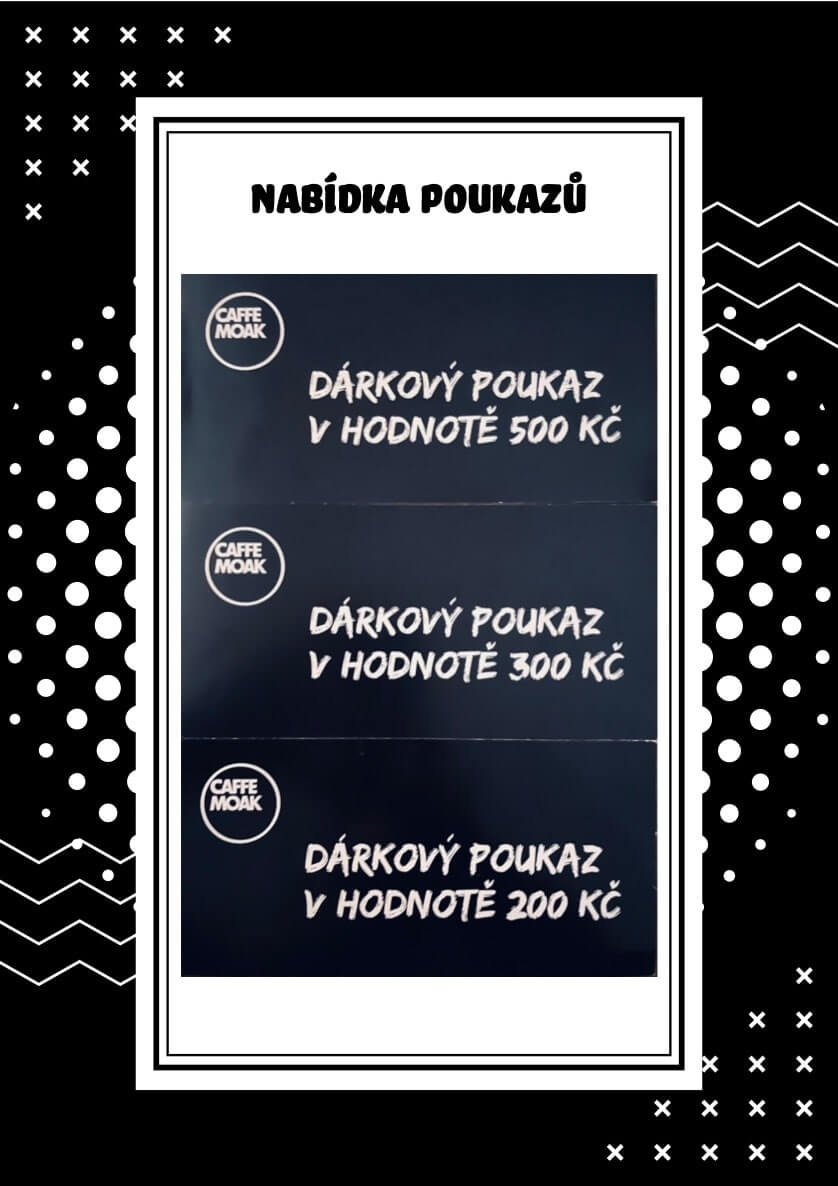 NABÍDKA POUKAZŮ
CAFFE
MOAK
DÁRKOVÝ POUKAZ
V HODNOTĚ 500 KČ
CAFFE
MOAK
DÁRKOVÝ POUKAZ
V HODNOTĚ 300 KČ
CAFFE
MOAK
DÁRKOVÝ POUKAZ
V HODNOTĚ 200 KČ